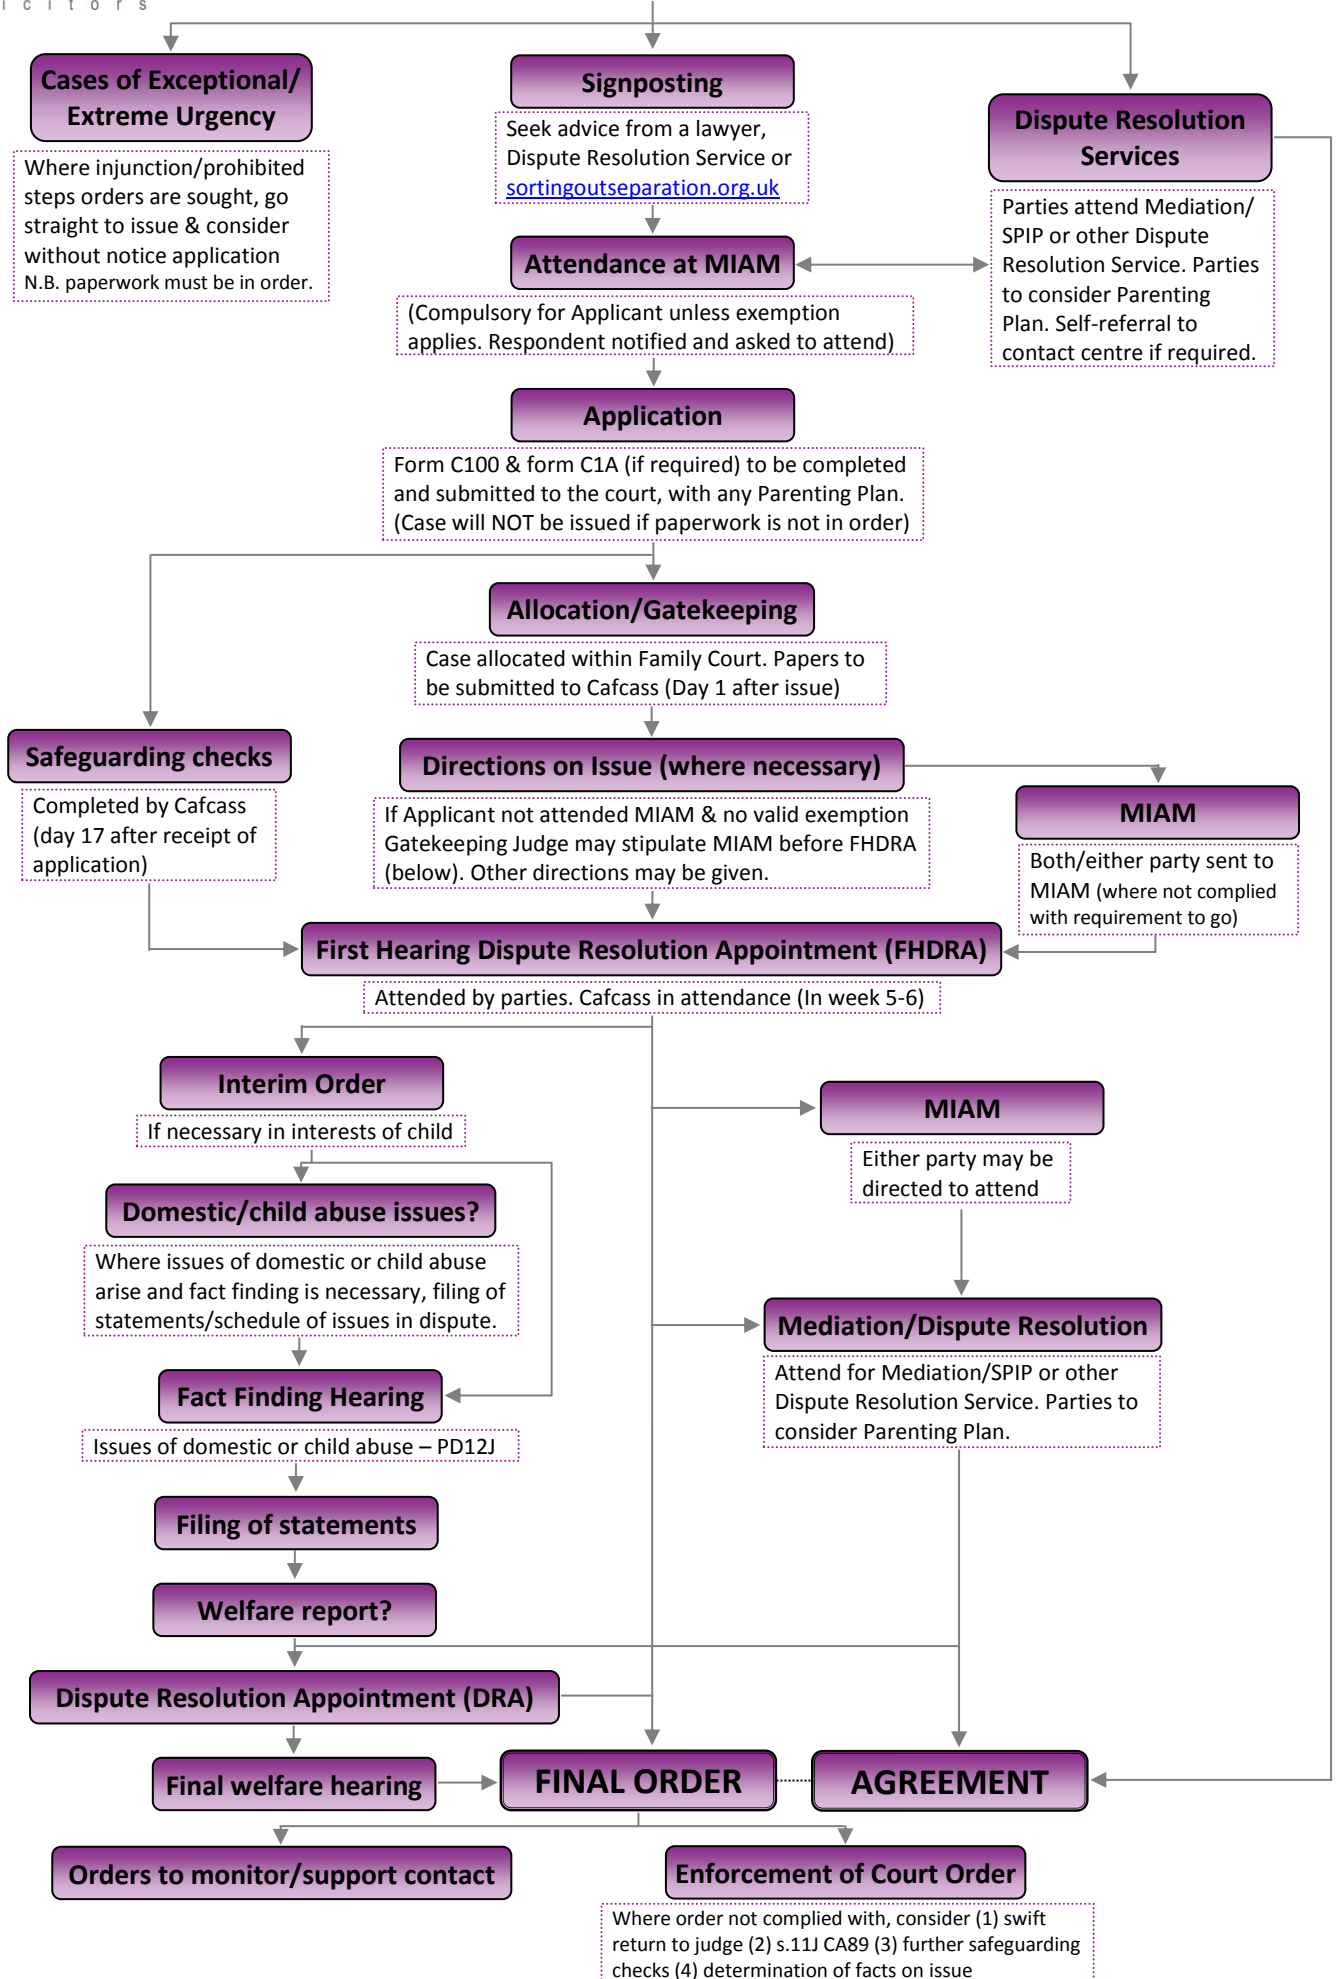 icitors
Cases of Exceptional/
Extreme Urgency
Where injunction/prohibited
steps orders are sought, go
straight to issue & consider
without notice application
N.B. paperwork must be in order.
Signposting
Seek advice from a lawyer,
Dispute Resolution Service or
sortingoutseparation.org.uk
Dispute Resolution
Services
Parties attend Mediation/
SPIP or other Dispute
Resolution Service. Parties
to consider Parenting
Plan. Self-referral to
contact centre if required.
Attendance at MIAM
(Compulsory for Applicant unless exemption
applies. Respondent notified and asked to attend)
Application
Form C100 & form C1A (if required) to be completed
and submitted to the court, with any Parenting Plan.
(Case will NOT be issued if paperwork is not in order)
Allocation/Gatekeeping
Case allocated within Family Court. Papers to
be submitted to Cafcass (Day 1 after issue)
Safeguarding checks
Completed by Cafcass
(day 17 after receipt of
application)
Directions on Issue (where necessary)
If Applicant not attended MIAM & no valid exemption
Gatekeeping Judge may stipulate MIAM before FHDRA
(below). Other directions may be given.
MIAM
Both/either party sent to
MIAM (where not complied
with requirement to go)
First Hearing Dispute Resolution Appointment (FHDRA)
Attended by parties. Cafcass in attendance (In week 5-6)
Interim Order
If necessary in interests of child
MIAM
Either party may be
directed to attend
Domestic/child abuse issues?
Where issues of domestic or child abuse
arise and fact finding is necessary, filing of
statements/schedule of issues in dispute.
Mediation/Dispute Resolution
Attend for Mediation/SPIP or other
Dispute Resolution Service. Parties to
consider Parenting Plan.
Fact Finding Hearing
Issues of domestic or child abuse – PD12J
Filing of statements
Welfare report?
Dispute Resolution Appointment (DRA)
Final welfare hearing
FINAL ORDER
AGREEMENT
Orders to monitor/support contact
Enforcement of Court Order
Where order not complied with, consider (1) swift
return to judge (2) s.11J CA89 (3) further safeguarding
checks (4) determination of facts on issue